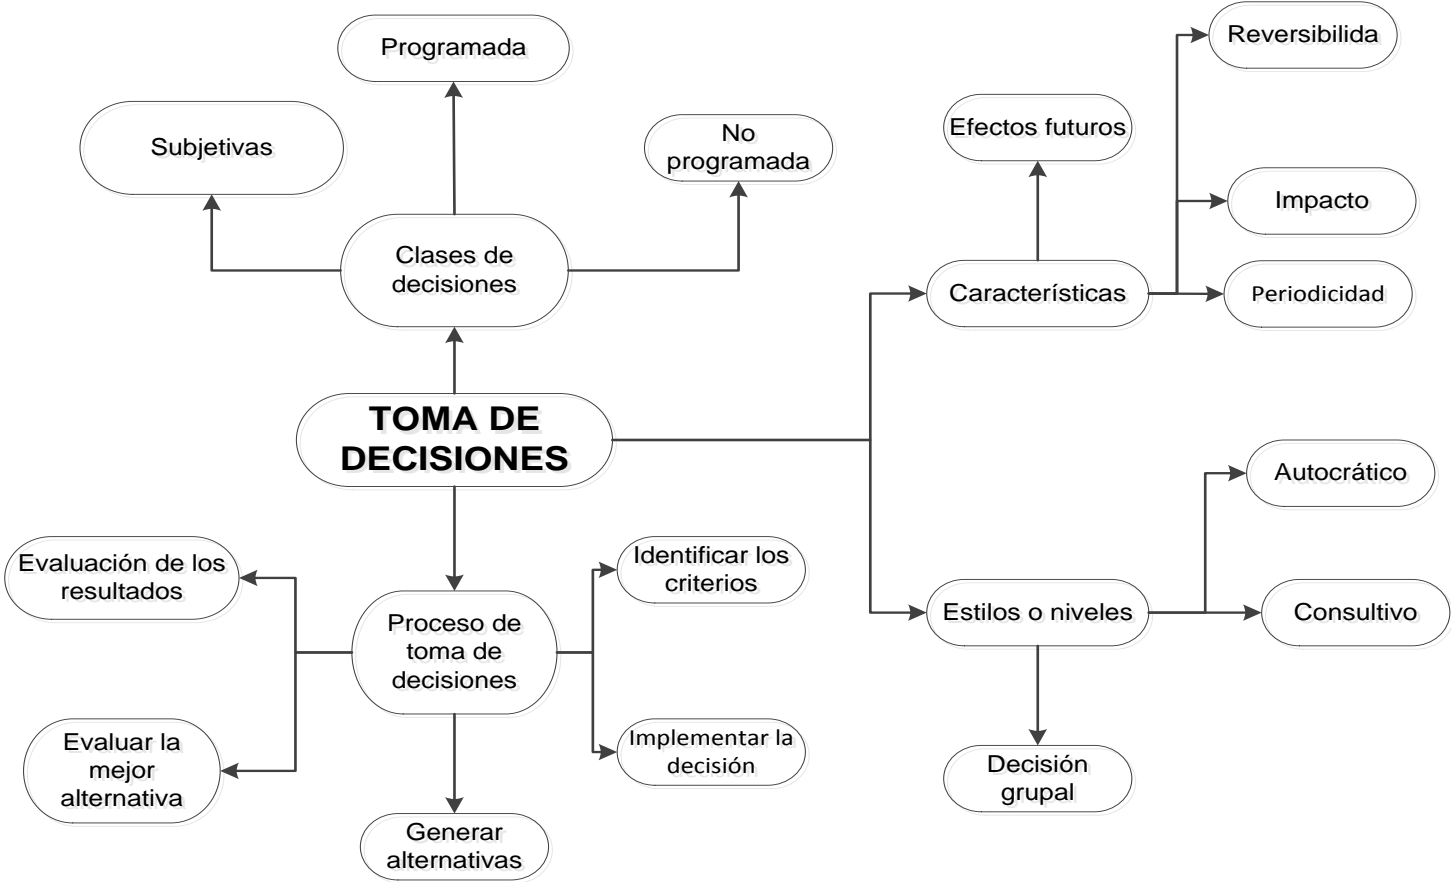 Programada
Reversibilida
Efectos futuros
No
programada
Subjetivas
Impacto
Clases de
decisiones
Características
Periodicidad
TOMA DE
DECISIONES
Autocrático
Identificar los
criterios
Evaluación de los
resultados
Estilos o niveles
Consultivo
Proceso de
toma de
decisiones
Implementar la
decisión
Evaluar la
mejor
alternativa
Decisión
grupal
Generar
alternativas